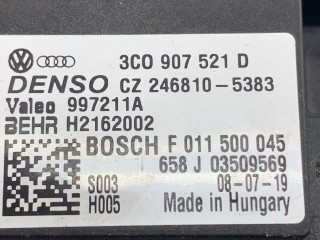 3C0 907 521 D
DENSO CZ 246810-5383
Valeo 997211A
BEHR H2162002
BOSCH F 011 500 045
658 J 03509569
S003 08-07-19
H005 Made in Hungary